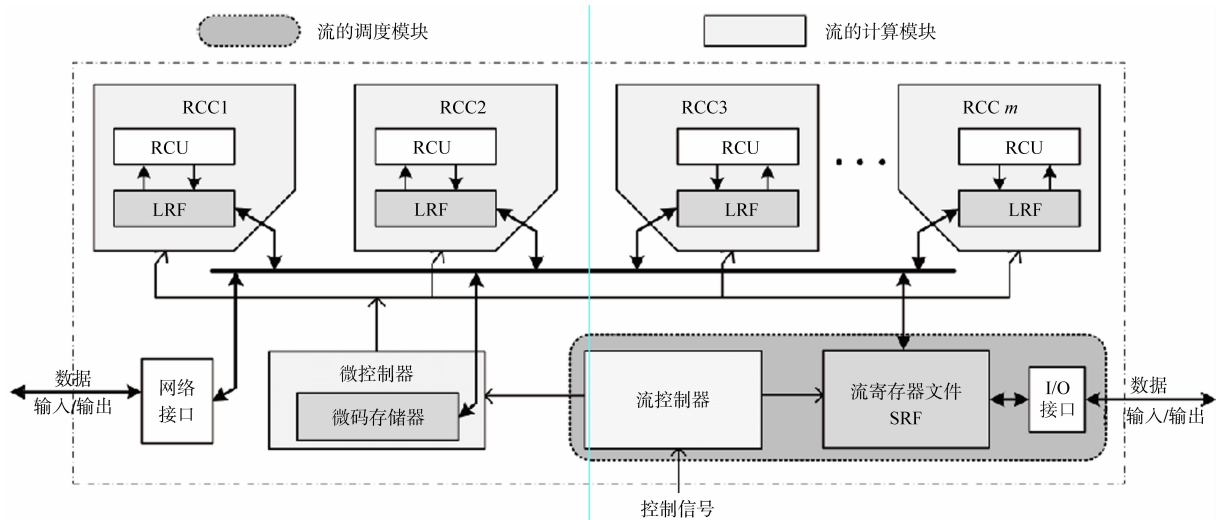 流的调度模块
流的计算模块
RCC1
RCC2
RCC3
RCC m
RCU
RCU
RCU
RCU
LRF
LRF
LRF
LRF
数据
输入/输出
网络
接口
微控制器
微码存储器
流控制器
流寄存器文件
SRF
I/O
接口
数据
输入/输出
控制信号